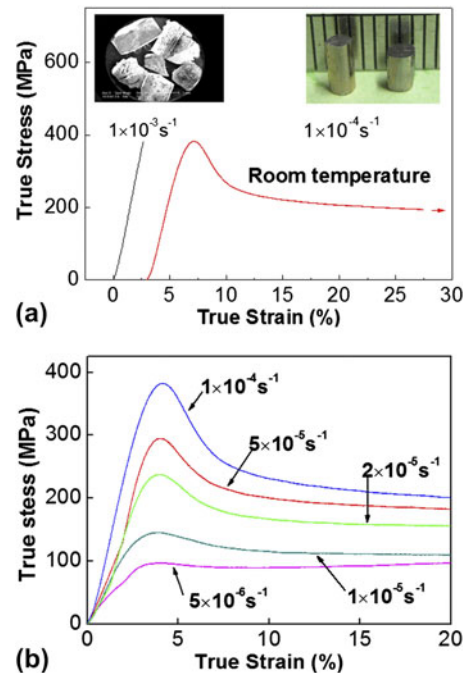 600
400
200
0
True Stress (MPa)
1×10⁻³s⁻¹
1×10⁻⁴s⁻¹
Room temperature
0 5 10 15 20 25 30
True Strain (%)
(a)
400
300
200
100
0
True stess (MPa)
1×10⁻⁴s⁻¹
5×10⁻⁵s⁻¹
2×10⁻⁵s⁻¹
1×10⁻⁵s⁻¹
5×10⁻⁶s⁻¹
0 5 10 15 20
True Strain (%)
(b)